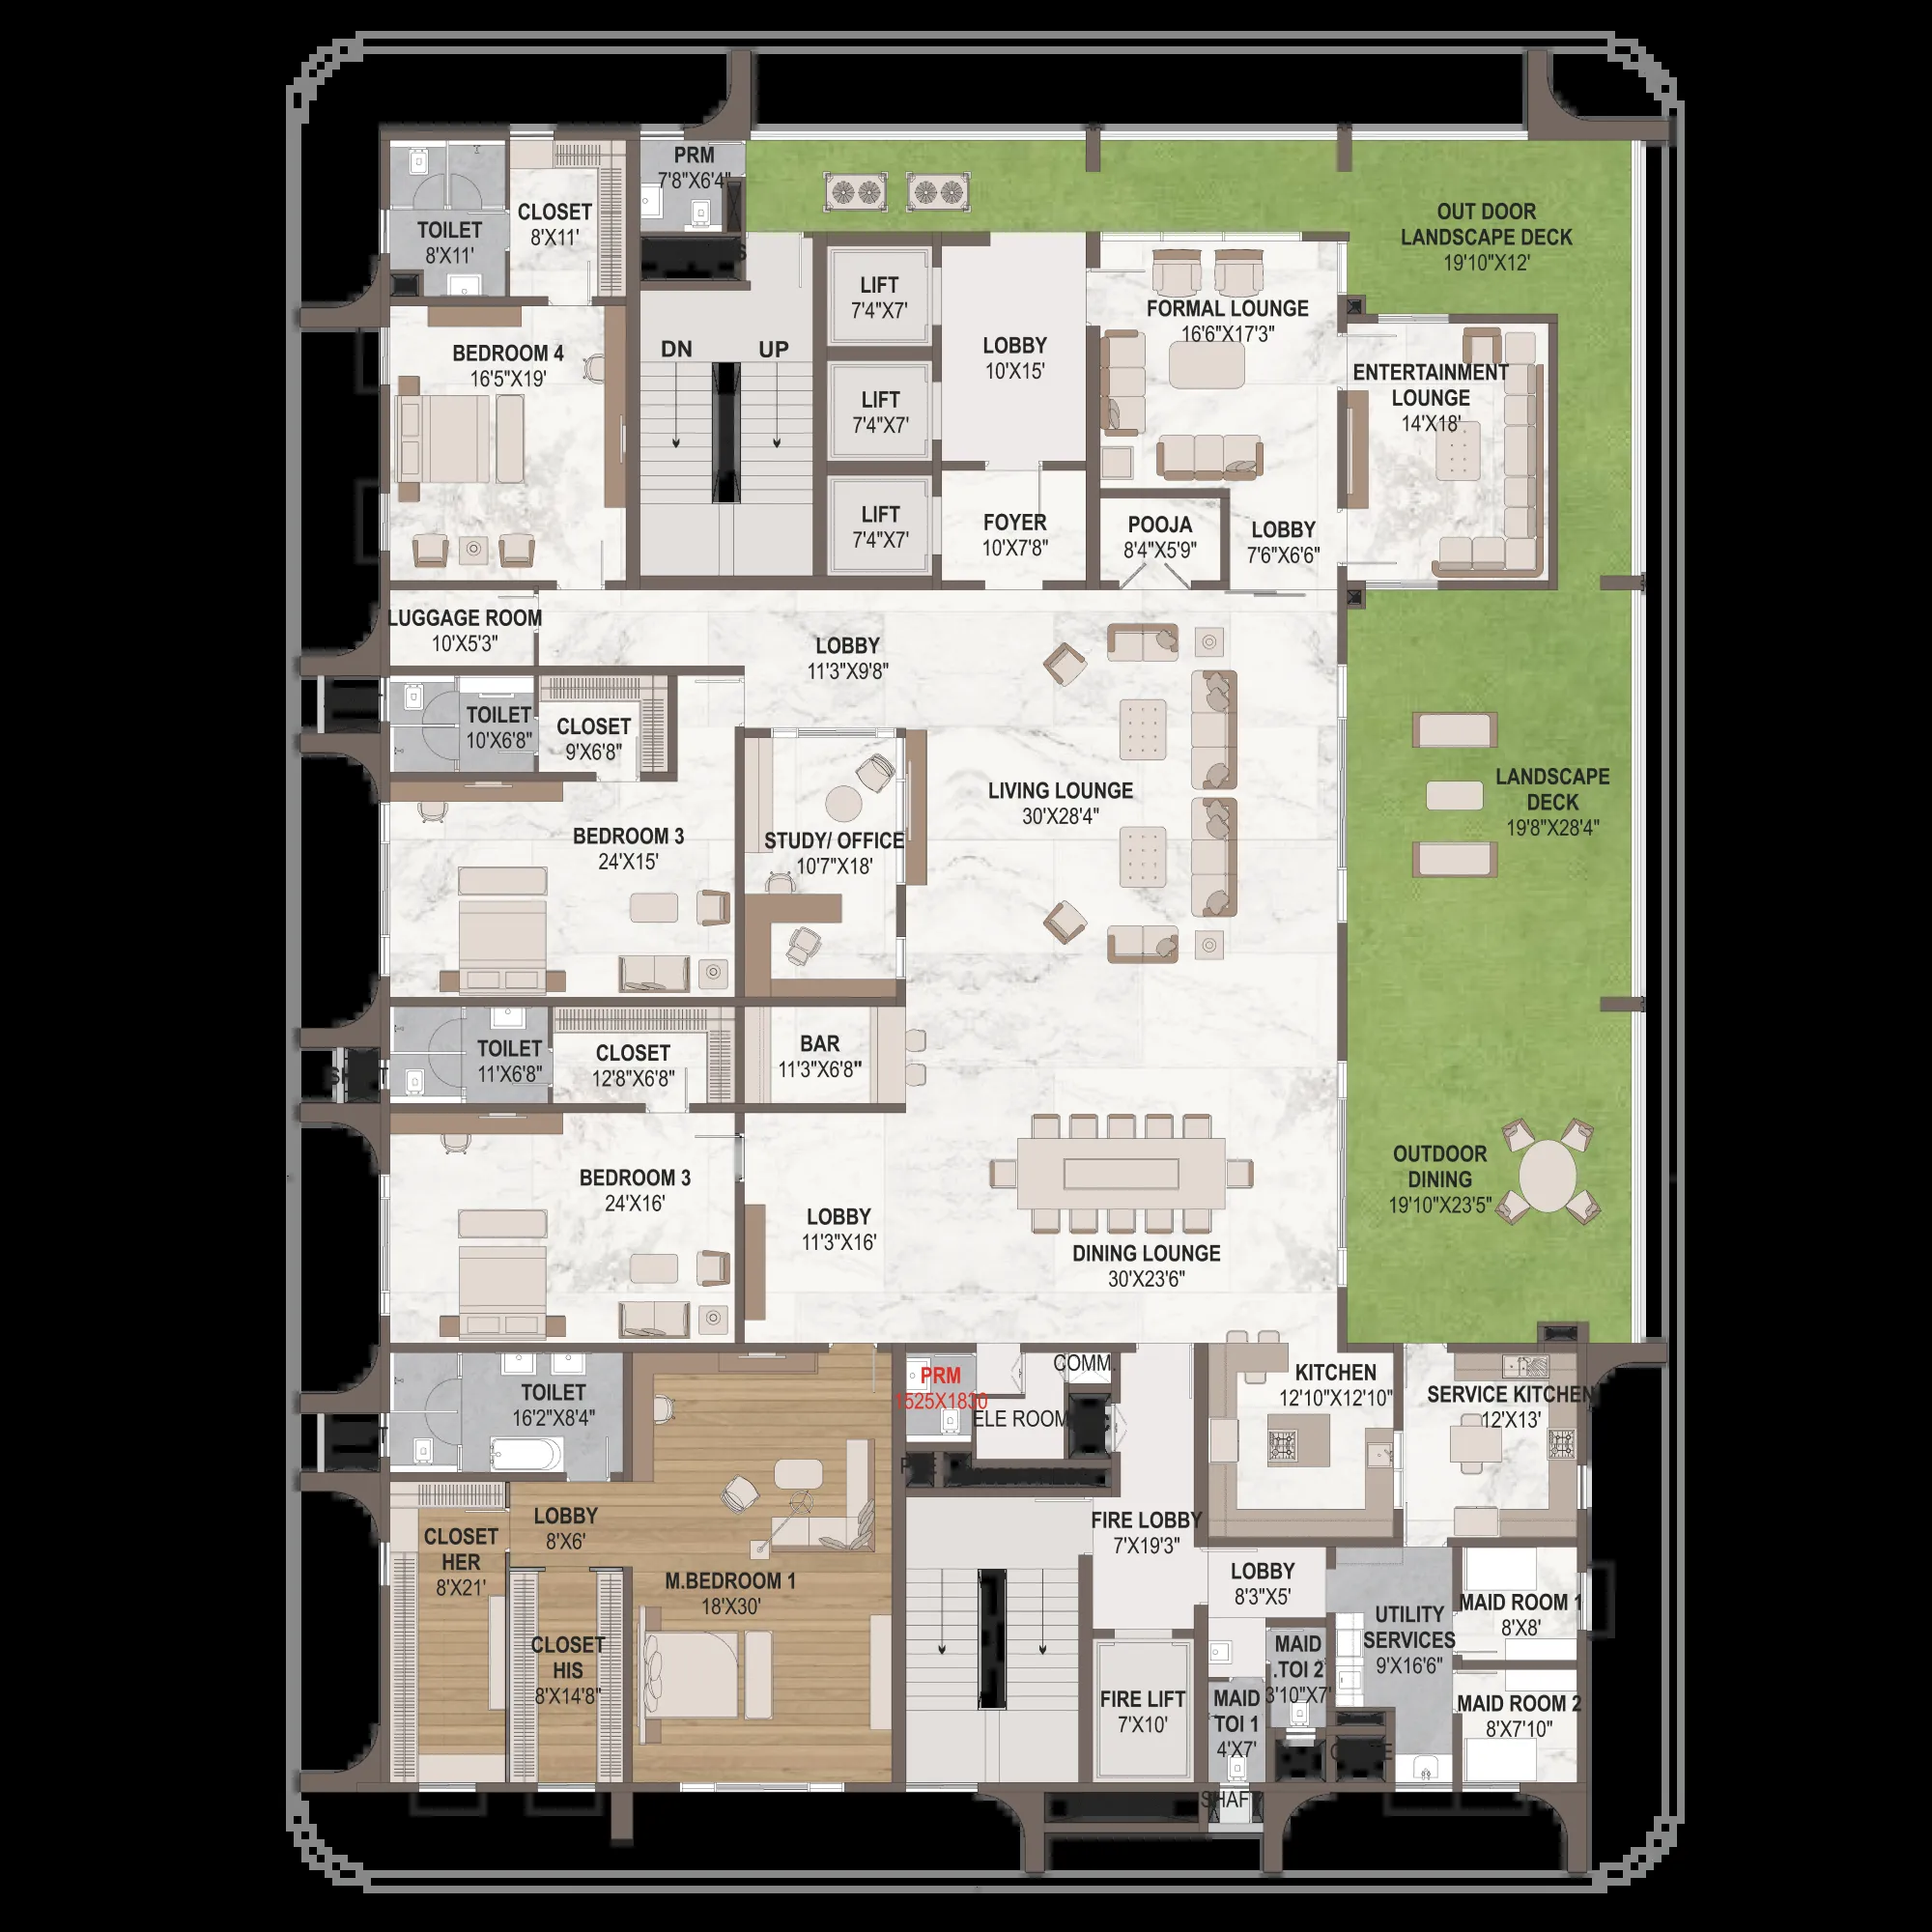 PRM
7'8"X6'4"
TOILET
8'X11'
CLOSET
8'X11'
OUT DOOR
LANDSCAPE DECK
19'10"X12'
LIFT
7'4"X7'
FORMAL LOUNGE
16'6"X17'3"
BEDROOM 4
16'5"X19'
DN
UP
LOBBY
10'X15'
ENTERTAINMENT
LOUNGE
14'X18'
LIFT
7'4"X7'
LIFT
7'4"X7'
FOYER
10'X7'8"
POOJA
8'4"X5'9"
LOBBY
7'6"X6'6"
LUGGAGE ROOM
10'X5'3"
LOBBY
11'3"X9'8"
TOILET
10'X6'8"
CLOSET
9'X6'8"
LIVING LOUNGE
30'X28'4"
LANDSCAPE
DECK
19'8"X28'4"
BEDROOM 3
24'X15'
STUDY/ OFFICE
10'7"X18'
TOILET
11'X6'8"
CLOSET
12'8"X6'8"
BAR
11'3"X6'8"
BEDROOM 3
24'X16'
OUTDOOR
DINING
19'10"X23'5"
LOBBY
11'3"X16'
DINING LOUNGE
30'X23'6"
TOILET
16'2"X8'4"
PRM
1525X1830
COMM.
ELE ROOM
KITCHEN
12'10"X12'10"
SERVICE KITCHEN
12'X13'
LOBBY
8'X6'
CLOSET
HER
8'X21'
FIRE LOBBY
7'X19'3"
M.BEDROOM 1
18'X30'
LOBBY
8'3"X5'
MAID ROOM 1
8'X8'
UTILITY
SERVICES
9'X16'6"
CLOSET
HIS
8'X14'8"
MAID
.TOI 2
3'10"X7'
FIRE LIFT
7'X10'
MAID
TOI 1
4'X7'
MAID ROOM 2
8'X7'10"
SHAFT